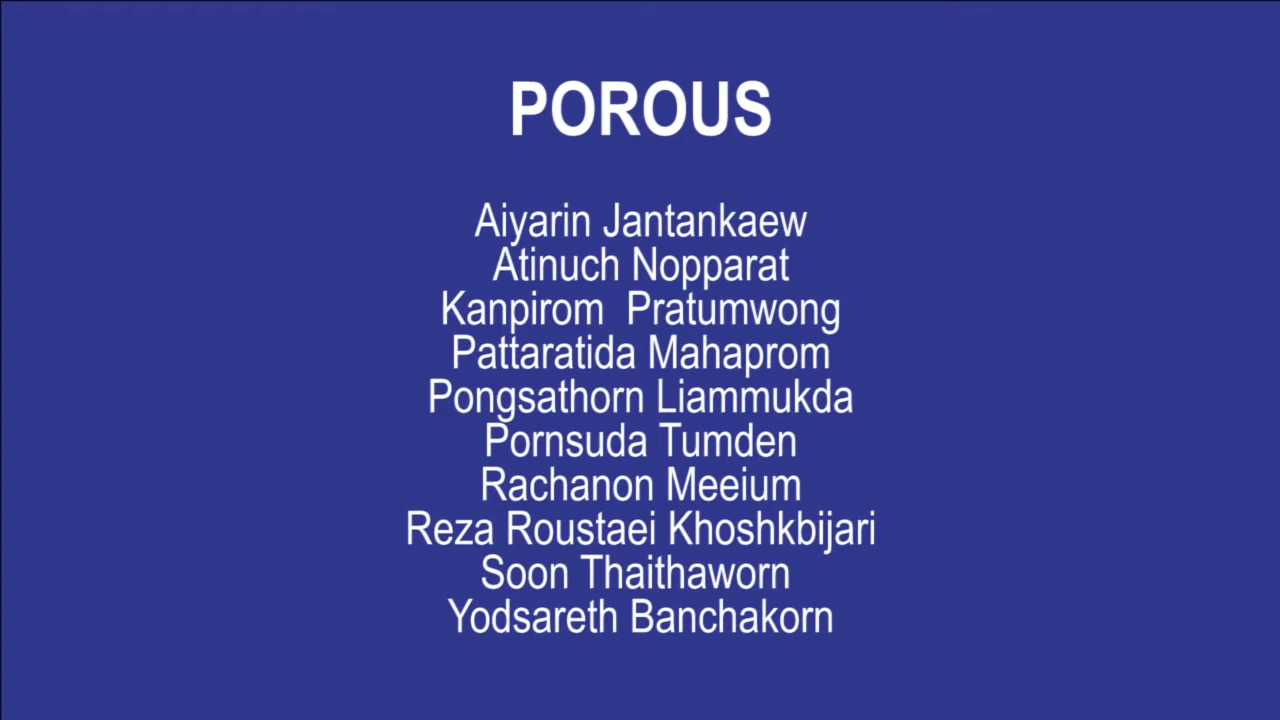 POROUS
Aiyarin Jantankaew
Atinuch Nopparat
Kanpirom  Pratumwong
Pattaratida Mahaprom
Pongsathorn Liammukda
Pornsuda Tumden
Rachanon Meeium
Reza Roustaei Khoshkbijari
Soon Thaithaworn
Yodsareth Banchakorn